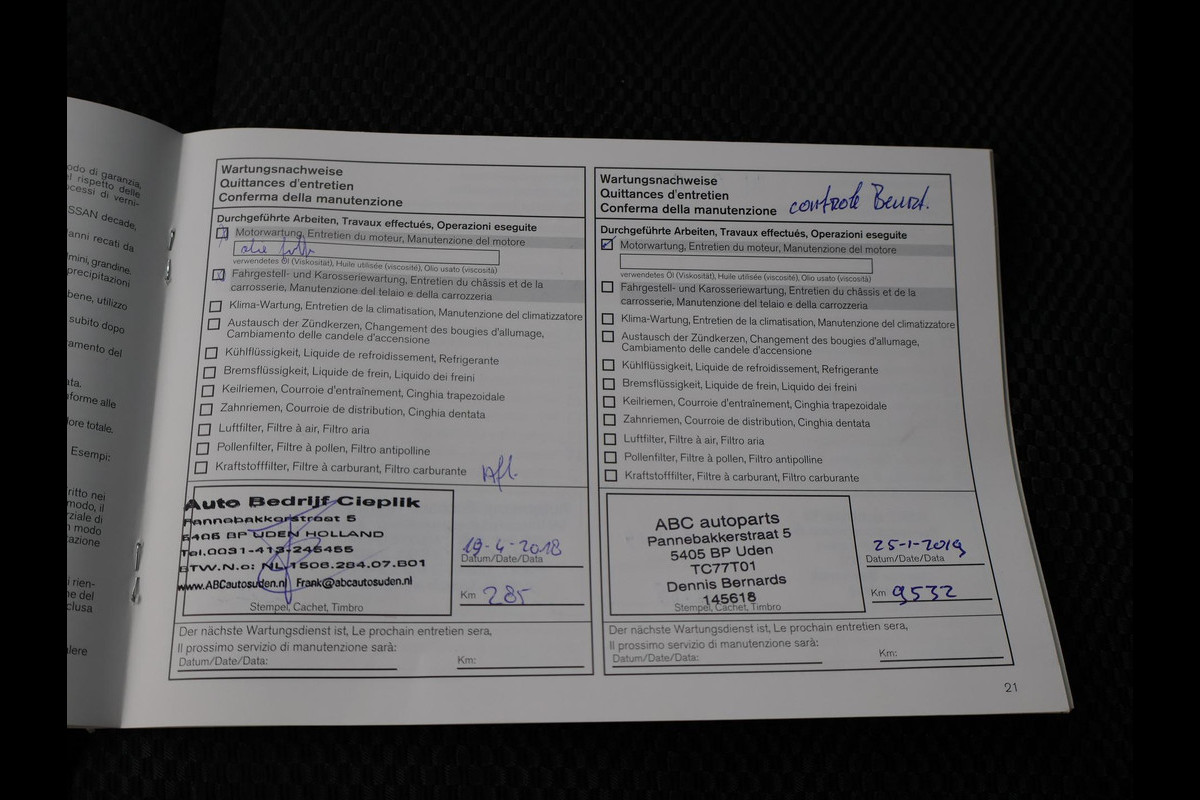 odo di garanzia,
el rispetto delle
cessi di verni-
SSAN decade,
anni recati da
mini, grandine,
precipitazioni
bene, utilizzo
subito dopo
ramento del
ata.
forme alle
lore totale.
Esempi:
ritto nei
modo, il
ziale di
n modo
tazione
i rien-
ne del
clusa
alere
Wartungsnachweise
Quittances d'entretien
Conferma della manutenzione
Durchgeführte Arbeiten, Travaux effectués, Operazioni eseguite
Motorwartung, Entretien du moteur, Manutenzione del motore
verwendetes Öl (Viskosität), Huile utilisée (viscosité), Olio usato (viscosità)
Fahrgestell- und Karosseriewartung, Entretien du châssis et de la
carrosserie, Manutenzione del telaio e della carrozzeria
Klima-Wartung, Entretien de la climatisation, Manutenzione del climatizzatore
Austausch der Zündkerzen, Changement des bougies d'allumage,
Cambiamento delle candele d'accensione
Kühlflüssigkeit, Liquide de refroidissement, Refrigerante
Bremsflüssigkeit, Liquide de frein, Liquido dei freini
Keilriemen, Courroie d'entraînement, Cinghia trapezoidale
Zahnriemen, Courroie de distribution, Cinghia dentata
Luftfilter, Filtre à air, Filtro aria
Pollenfilter, Filtre à pollen, Filtro antipolline
Kraftstofffilter, Filtre à carburant, Filtro carburante
Afl.
Auto Bedrijf Cieplik
Pannebakkerstraat 5
5406 BP UDEN HOLLAND
Tel.0031-413-246455
BTW.N.o: NL.1506.284.07.B01
www.ABCautosuden.nl Frank@abcautosuden.nl
Stempel, Cachet, Timbro
19-4-2018
Datum/Date/Data
Km 285
Der nächste Wartungsdienst ist, Le prochain entretien sera,
Il prossimo servizio di manutenzione sarà:
Datum/Date/Data:
Km:
Wartungsnachweise
Quittances d'entretien
Conferma della manutenzione controle Beurt.
Durchgeführte Arbeiten, Travaux effectués, Operazioni eseguite
Motorwartung, Entretien du moteur, Manutenzione del motore
verwendetes Öl (Viskosität), Huile utilisée (viscosité), Olio usato (viscosità)
Fahrgestell- und Karosseriewartung, Entretien du châssis et de la
carrosserie, Manutenzione del telaio e della carrozzeria
Klima-Wartung, Entretien de la climatisation, Manutenzione del climatizzatore
Austausch der Zündkerzen, Changement des bougies d'allumage,
Cambiamento delle candele d'accensione
Kühlflüssigkeit, Liquide de refroidissement, Refrigerante
Bremsflüssigkeit, Liquide de frein, Liquido dei freini
Keilriemen, Courroie d'entraînement, Cinghia trapezoidale
Zahnriemen, Courroie de distribution, Cinghia dentata
Luftfilter, Filtre à air, Filtro aria
Pollenfilter, Filtre à pollen, Filtro antipolline
Kraftstofffilter, Filtre à carburant, Filtro carburante
ABC autoparts
Pannebakkerstraat 5
5405 BP Uden
TC77T01
Dennis Bernards
145618
Stempel, Cachet, Timbro
25-1-2019
Datum/Date/Data
Km 9532
Der nächste Wartungsdienst ist, Le prochain entretien sera,
Il prossimo servizio di manutenzione sarà:
Datum/Date/Data:
Km:
21